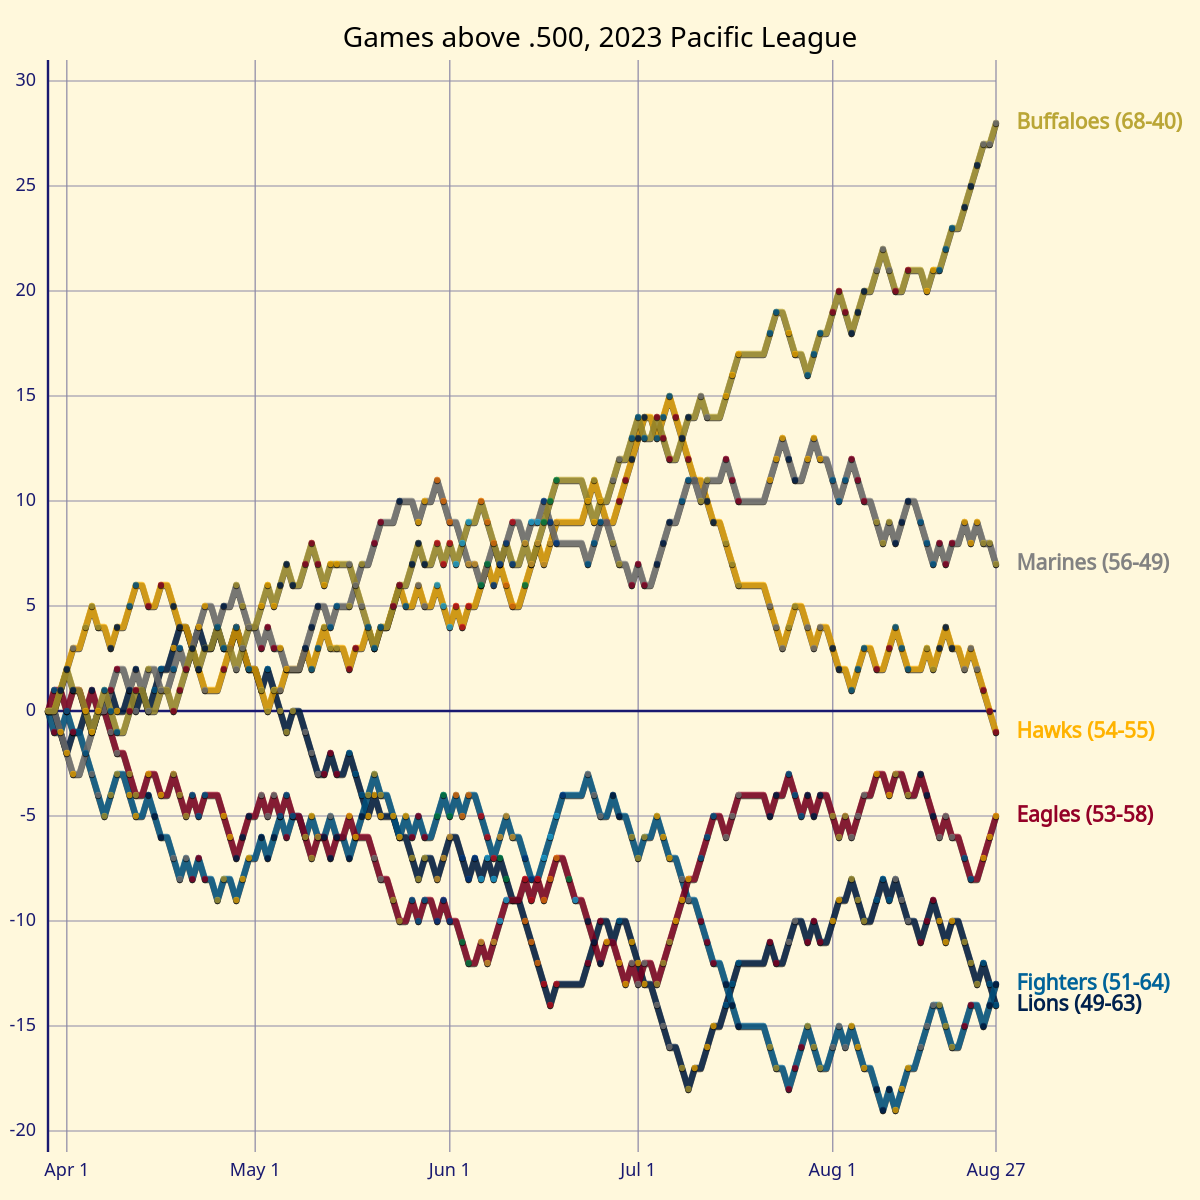 Games above .500, 2023 Pacific League
30
25
20
15
10
5
0
-5
-10
-15
-20
Buffaloes (68-40)
Marines (56-49)
Hawks (54-55)
Eagles (53-58)
Fighters (51-64)
Lions (49-63)
Apr 1 May 1 Jun 1 Jul 1 Aug 1 Aug 27